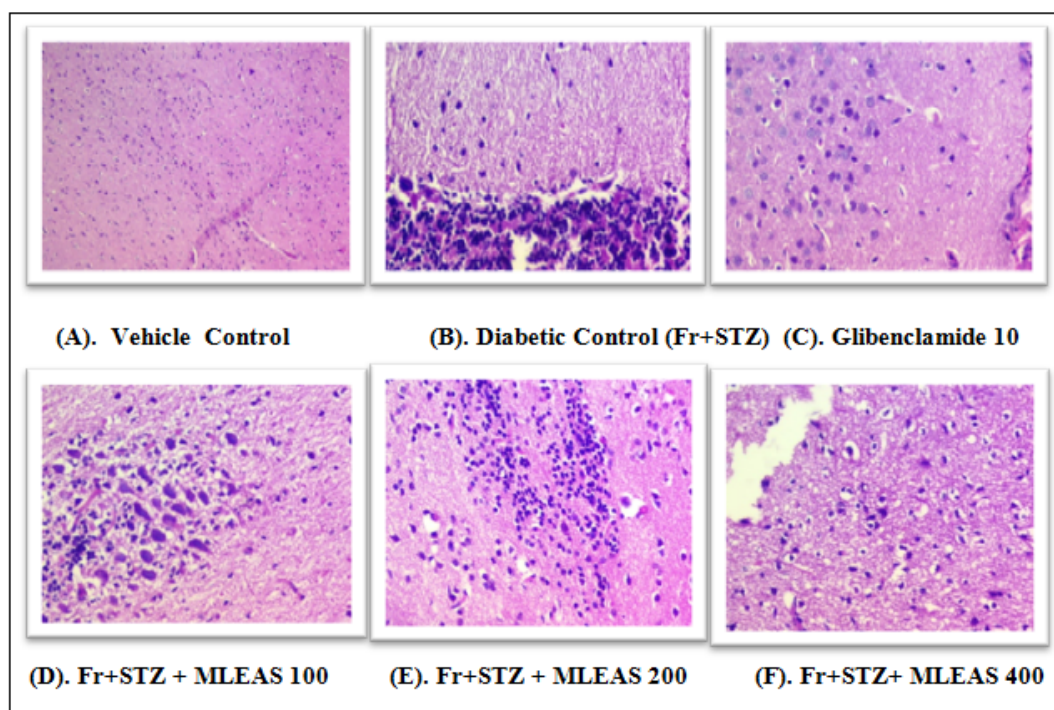 (A). Vehicle Control
(B). Diabetic Control (Fr+STZ) (C). Glibenclamide 10
(D). Fr+STZ + MLEAS 100
(E). Fr+STZ + MLEAS 200
(F). Fr+STZ+ MLEAS 400